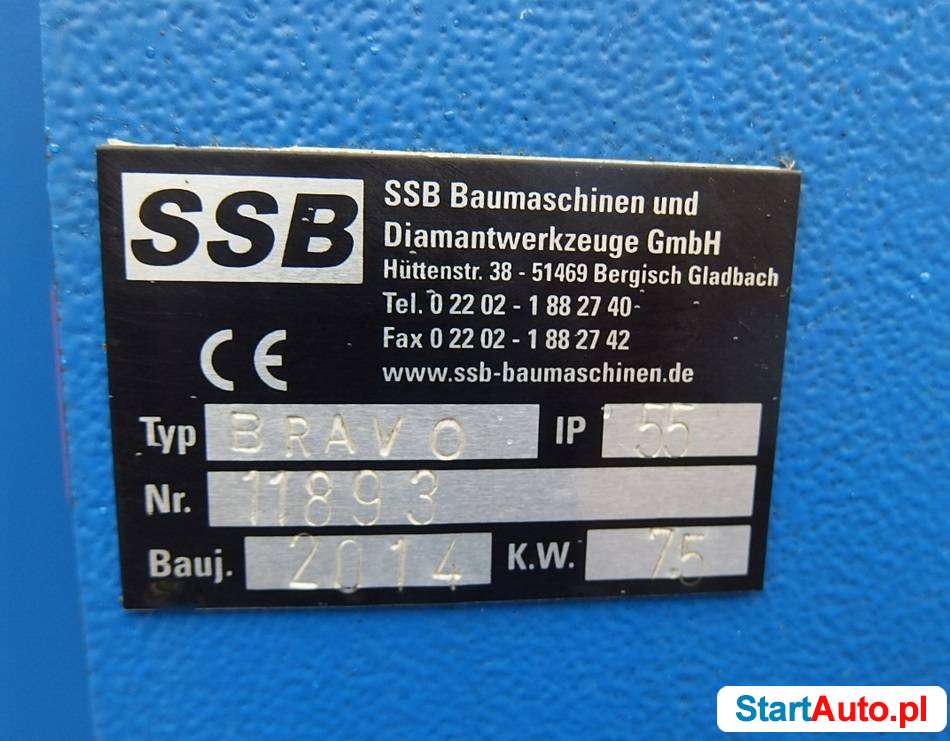 SSB
SSB Baumaschinen und
Diamantwerkzeuge GmbH
Hüttenstr. 38 - 51469 Bergisch Gladbach
Tel. 0 22 02 - 1 88 27 40
Fax 0 22 02 - 1 88 27 42
www.ssb-baumaschinen.de
CE
Typ BRAVO IP 55
Nr. 11893
Bauj. 2014 K.W. 7.5
StartAuto.pl